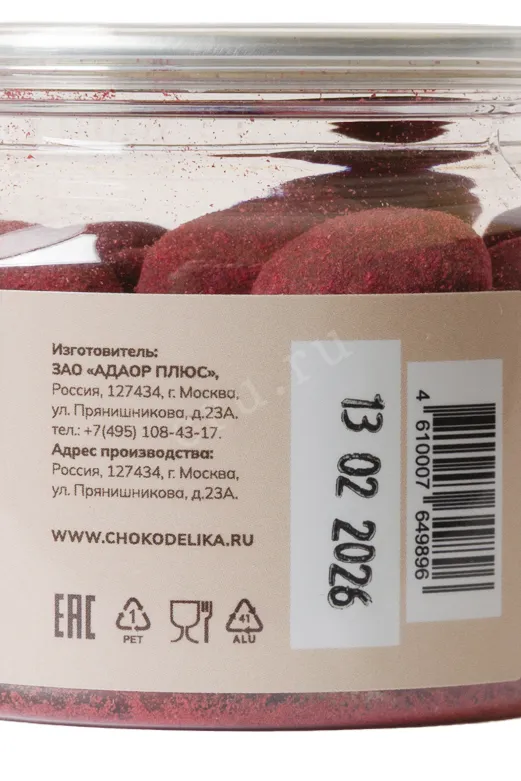 Изготовитель:
ЗАО «АДАОР ПЛЮС»,
Россия, 127434, г. Москва,
ул. Прянишникова, д.23А.
тел.: +7(495) 108-43-17.
Адрес производства:
Россия, 127434, г. Москва,
ул. Прянишникова, д.23А.
WWW.CHOKODELIKA.RU
EAC
1
PET
41
ALU
13 02 2026
4 610007 649896